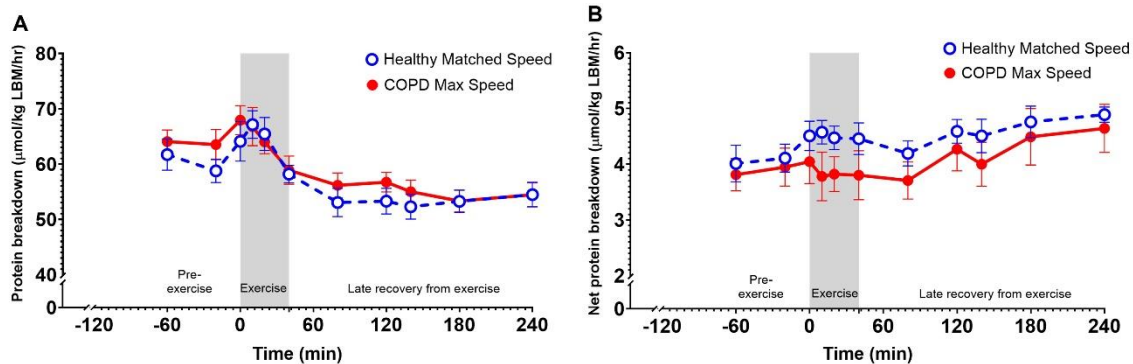 A
Protein breakdown (µmol/kg LBM/hr)
80
70
60
50
40
0
Healthy Matched Speed
COPD Max Speed
Pre-
exercise
Exercise
Late recovery from exercise
-120 -60 0 60 120 180 240
Time (min)
B
Net protein breakdown (µmol/kg LBM/hr)
6
5
4
3
2
0
Healthy Matched Speed
COPD Max Speed
Pre-
exercise
Exercise
Late recovery from exercise
-120 -60 0 60 120 180 240
Time (min)